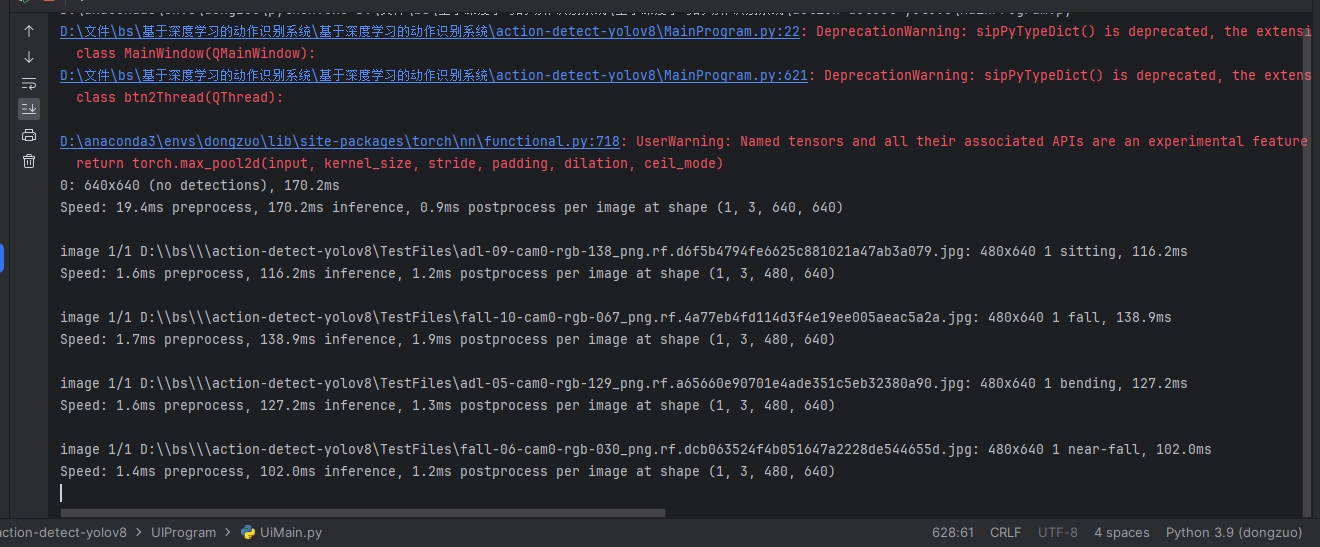 D:\文件\bs\基于深度学习的动作识别系统\基于深度学习的动作识别系统\action-detect-yolov8\MainProgram.py:22: DeprecationWarning: sipPyTypeDict() is deprecated, the extensi
  class MainWindow(QMainWindow):
D:\文件\bs\基于深度学习的动作识别系统\基于深度学习的动作识别系统\action-detect-yolov8\MainProgram.py:621: DeprecationWarning: sipPyTypeDict() is deprecated, the extens
  class btn2Thread(QThread):
D:\anaconda3\envs\dongzuo\lib\site-packages\torch\nn\functional.py:718: UserWarning: Named tensors and all their associated APIs are an experimental feature
  return torch.max_pool2d(input, kernel_size, stride, padding, dilation, ceil_mode)
0: 640x640 (no detections), 170.2ms
Speed: 19.4ms preprocess, 170.2ms inference, 0.9ms postprocess per image at shape (1, 3, 640, 640)
image 1/1 D:\\bs\\\action-detect-yolov8\TestFiles\adl-09-cam0-rgb-138_png.rf.d6f5b4794fe6625c881021a47ab3a079.jpg: 480x640 1 sitting, 116.2ms
Speed: 1.6ms preprocess, 116.2ms inference, 1.2ms postprocess per image at shape (1, 3, 480, 640)
image 1/1 D:\\bs\\\action-detect-yolov8\TestFiles\fall-10-cam0-rgb-067_png.rf.4a77eb4fd114d3f4e19ee005aeac5a2a.jpg: 480x640 1 fall, 138.9ms
Speed: 1.7ms preprocess, 138.9ms inference, 1.9ms postprocess per image at shape (1, 3, 480, 640)
image 1/1 D:\\bs\\\action-detect-yolov8\TestFiles\adl-05-cam0-rgb-129_png.rf.a65660e90701e4ade351c5eb32380a90.jpg: 480x640 1 bending, 127.2ms
Speed: 1.6ms preprocess, 127.2ms inference, 1.3ms postprocess per image at shape (1, 3, 480, 640)
image 1/1 D:\\bs\\\action-detect-yolov8\TestFiles\fall-06-cam0-rgb-030_png.rf.dcb063524f4b051647a2228de544655d.jpg: 480x640 1 near-fall, 102.0ms
Speed: 1.4ms preprocess, 102.0ms inference, 1.2ms postprocess per image at shape (1, 3, 480, 640)
action-detect-yolov8 > UIProgram > UiMain.py 628:61 CRLF UTF-8 4 spaces Python 3.9 (dongzuo)